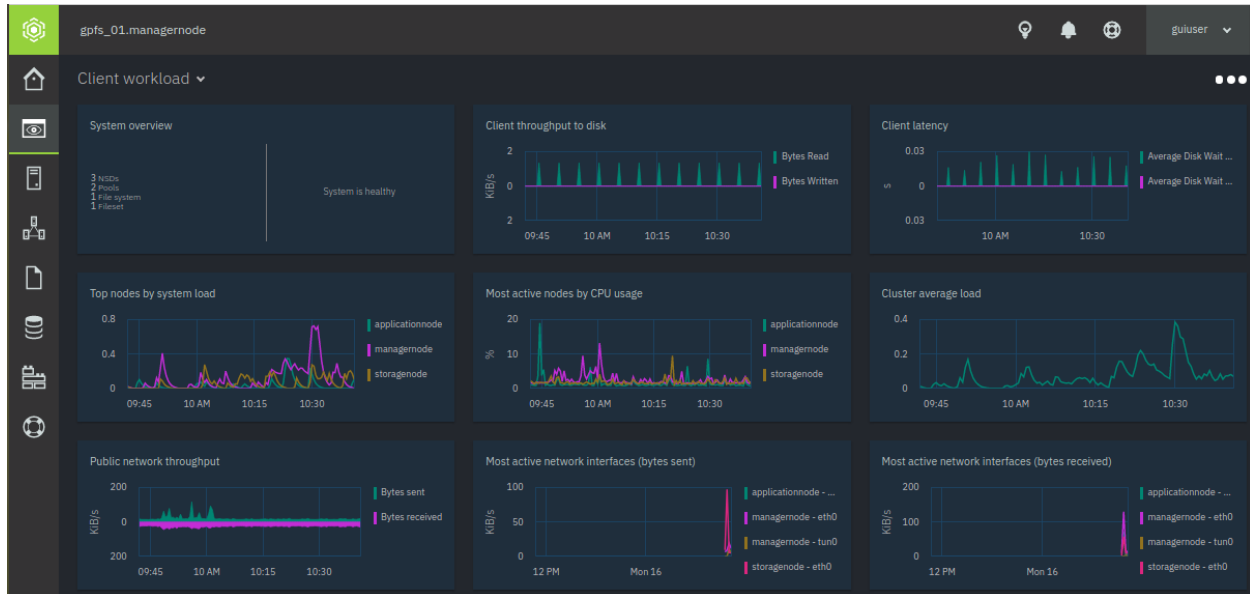 gpfs_01.managernode
guiuser
Client workload
System overview
3 NSDs
2 Pools
1 File system
1 Fileset
System is healthy
Client throughput to disk
2
0
2
KiB/s
09:45 10 AM 10:15 10:30
Bytes Read
Bytes Written
Client latency
0.03
0
0.03
s
10 AM 10:30
Average Disk Wait ...
Average Disk Wait ...
Top nodes by system load
0.8
0.4
0
09:45 10 AM 10:15 10:30
applicationnode
managernode
storagenode
Most active nodes by CPU usage
20
10
0
%
09:45 10 AM 10:15 10:30
applicationnode
managernode
storagenode
Cluster average load
0.4
0.2
0
09:45 10 AM 10:15 10:30
Public network throughput
200
0
200
KiB/s
09:45 10 AM 10:15 10:30
Bytes sent
Bytes received
Most active network interfaces (bytes sent)
100
50
0
KiB/s
12 PM Mon 16
applicationnode - ...
managernode - eth0
managernode - tun0
storagenode - eth0
Most active network interfaces (bytes received)
200
100
0
KiB/s
12 PM Mon 16
applicationnode - ...
managernode - eth0
managernode - tun0
storagenode - eth0